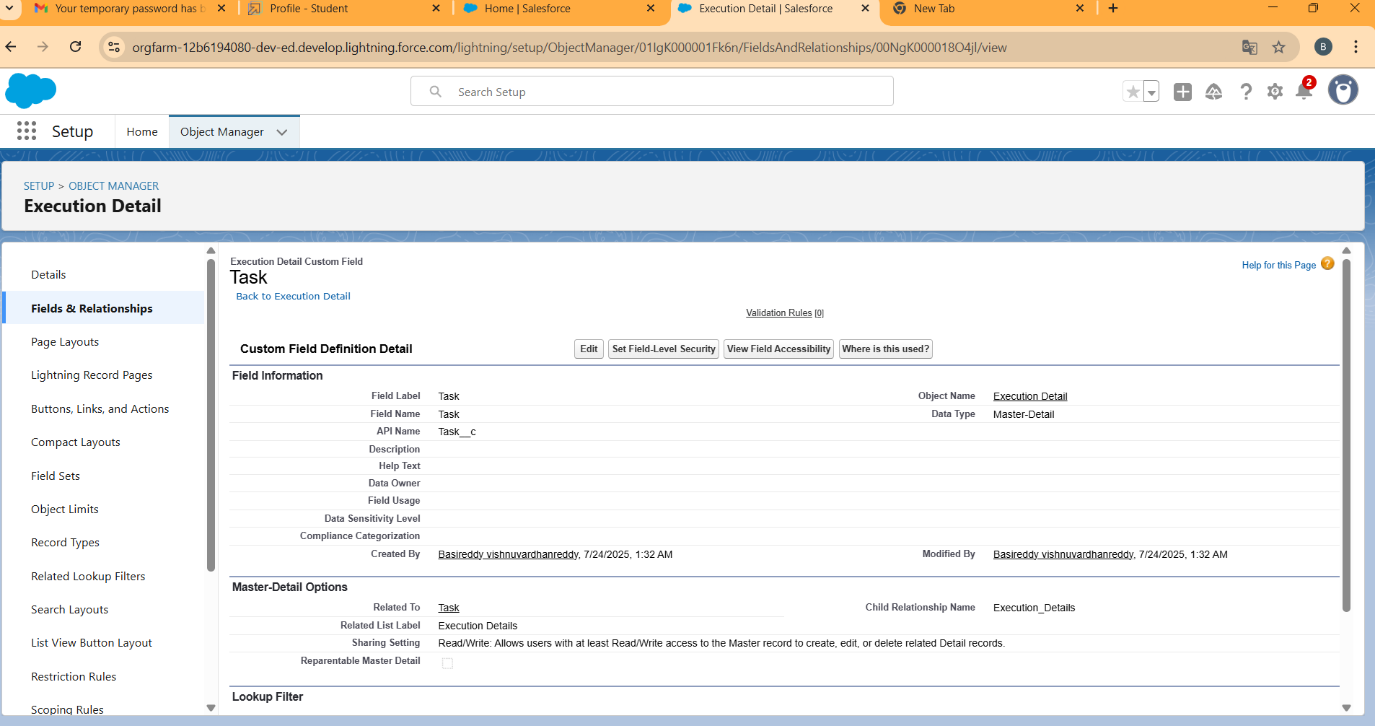 Your temporary password has b
Profile - Student
Home | Salesforce
Execution Detail | Salesforce
New Tab
orgfarm-12b6194080-dev-ed.develop.lightning.force.com/lightning/setup/ObjectManager/01IgK000001Fk6n/FieldsAndRelationships/00NgK000018O4jl/view
B
Search Setup
2
Setup
Home
Object Manager
SETUP > OBJECT MANAGER
Execution Detail
Details
Fields & Relationships
Page Layouts
Lightning Record Pages
Buttons, Links, and Actions
Compact Layouts
Field Sets
Object Limits
Record Types
Related Lookup Filters
Search Layouts
List View Button Layout
Restriction Rules
Scoping Rules
Execution Detail Custom Field
Task
Back to Execution Detail
Help for this Page
Validation Rules [0]
Custom Field Definition Detail
Edit
Set Field-Level Security
View Field Accessibility
Where is this used?
Field Information
Field Label Task Object Name Execution Detail
Field Name Task Data Type Master-Detail
API Name Task__c
Description
Help Text
Data Owner
Field Usage
Data Sensitivity Level
Compliance Categorization
Created By Basireddy vishnuvardhanreddy, 7/24/2025, 1:32 AM Modified By Basireddy vishnuvardhanreddy, 7/24/2025, 1:32 AM
Master-Detail Options
Related To Task Child Relationship Name Execution_Details
Related List Label Execution Details
Sharing Setting Read/Write: Allows users with at least Read/Write access to the Master record to create, edit, or delete related Detail records.
Reparentable Master Detail
Lookup Filter